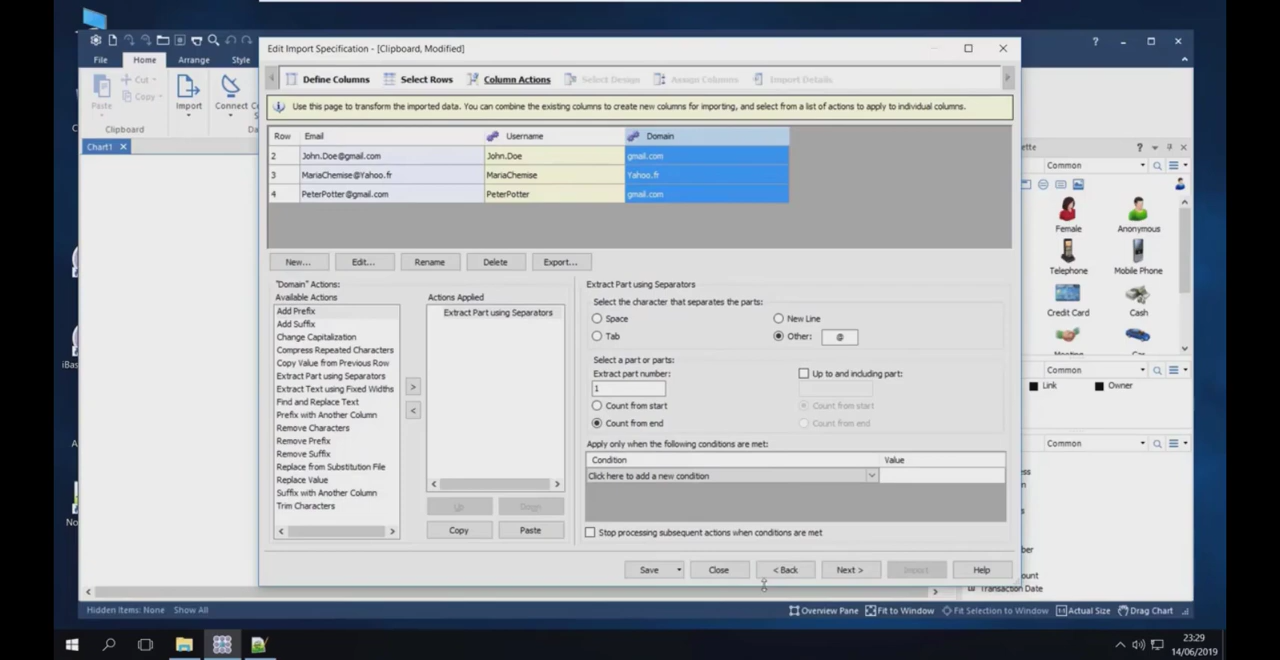 Edit Import Specification - [Clipboard, Modified]
File Home Arrange Style
Paste
Cut
Copy
Import
Connect
Clipboard
Chart1
Define Columns Select Rows Column Actions Select Design Assign Columns Import Details
Use this page to transform the imported data. You can combine the existing columns to create new columns for importing, and select from a list of actions to apply to individual columns.
Row Email Username Domain
2 John.Doe@gmail.com John.Doe gmail.com
3 MariaChemise@Yahoo.fr MariaChemise Yahoo.fr
4 PeterPotter@gmail.com PeterPotter gmail.com
New... Edit... Rename Delete Export...
"Domain" Actions:
Available Actions
Add Prefix
Add Suffix
Change Capitalization
Compress Repeated Characters
Copy Value from Previous Row
Extract Part using Separators
Extract Text using Fixed Widths
Find and Replace Text
Prefix with Another Column
Remove Characters
Remove Prefix
Remove Suffix
Replace from Substitution File
Replace Value
Suffix with Another Column
Trim Characters
>
<
Actions Applied
Extract Part using Separators
Up Down
Copy Paste
Extract Part using Separators
Select the character that separates the parts:
Space New Line
Tab Other: @
Select a part or parts:
Extract part number: Up to and including part:
1
Count from start Count from start
Count from end Count from end
Apply only when the following conditions are met:
Condition Value
Click here to add a new condition
Stop processing subsequent actions when conditions are met
Save Close < Back Next > Import Help
ette
Common
Female Anonymous
Telephone Mobile Phone
Credit Card Cash
Common
Link Owner
Common
Transaction Date
Hidden Items: None Show All
Overview Pane Fit to Window Fit Selection to Window Actual Size Drag Chart
23:29
14/06/2019